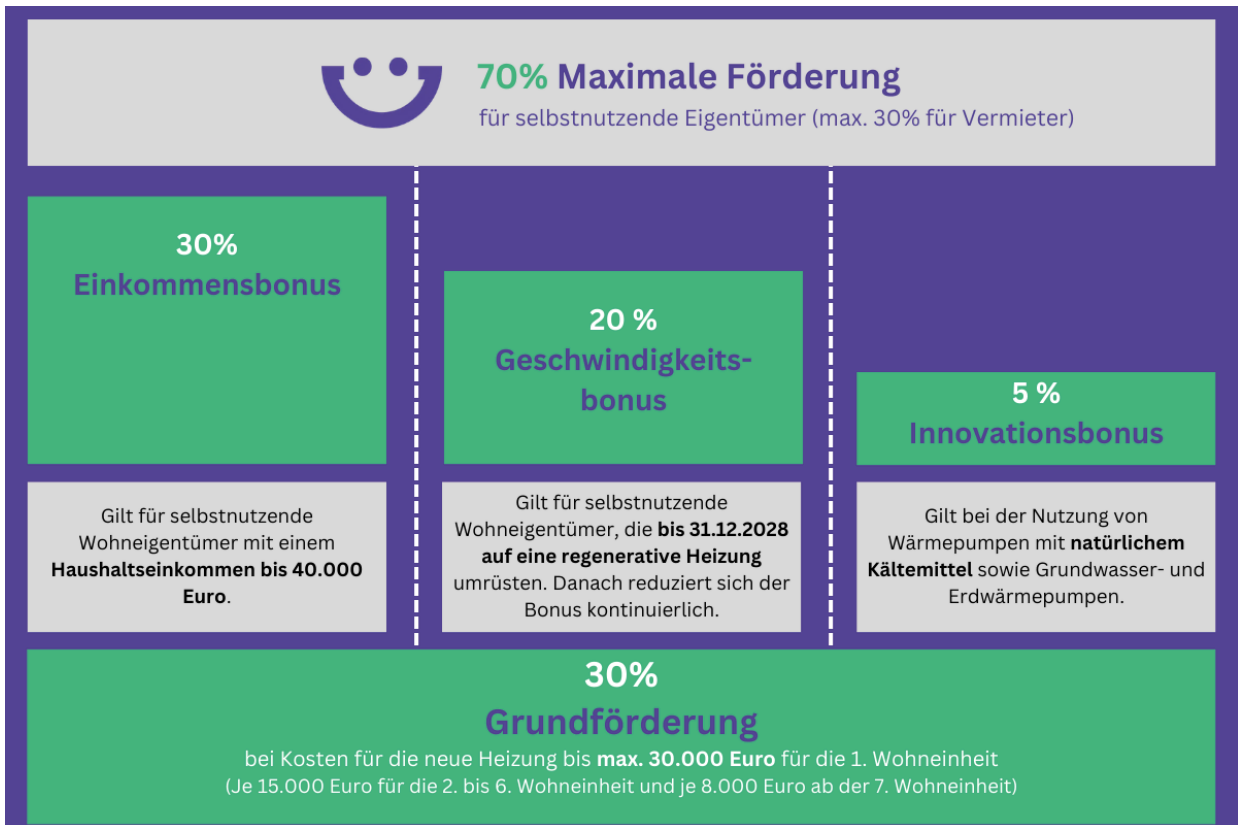 70% Maximale Förderung
für selbstnutzende Eigentümer (max. 30% für Vermieter)
30%
Einkommensbonus
Gilt für selbstnutzende
Wohneigentümer mit einem
Haushaltseinkommen bis 40.000
Euro.
20 %
Geschwindigkeits-
bonus
Gilt für selbstnutzende
Wohneigentümer, die bis 31.12.2028
auf eine regenerative Heizung
umrüsten. Danach reduziert sich der
Bonus kontinuierlich.
5 %
Innovationsbonus
Gilt bei der Nutzung von
Wärmepumpen mit natürlichem
Kältemittel sowie Grundwasser- und
Erdwärmepumpen.
30%
Grundförderung
bei Kosten für die neue Heizung bis max. 30.000 Euro für die 1. Wohneinheit
(Je 15.000 Euro für die 2. bis 6. Wohneinheit und je 8.000 Euro ab der 7. Wohneinheit)